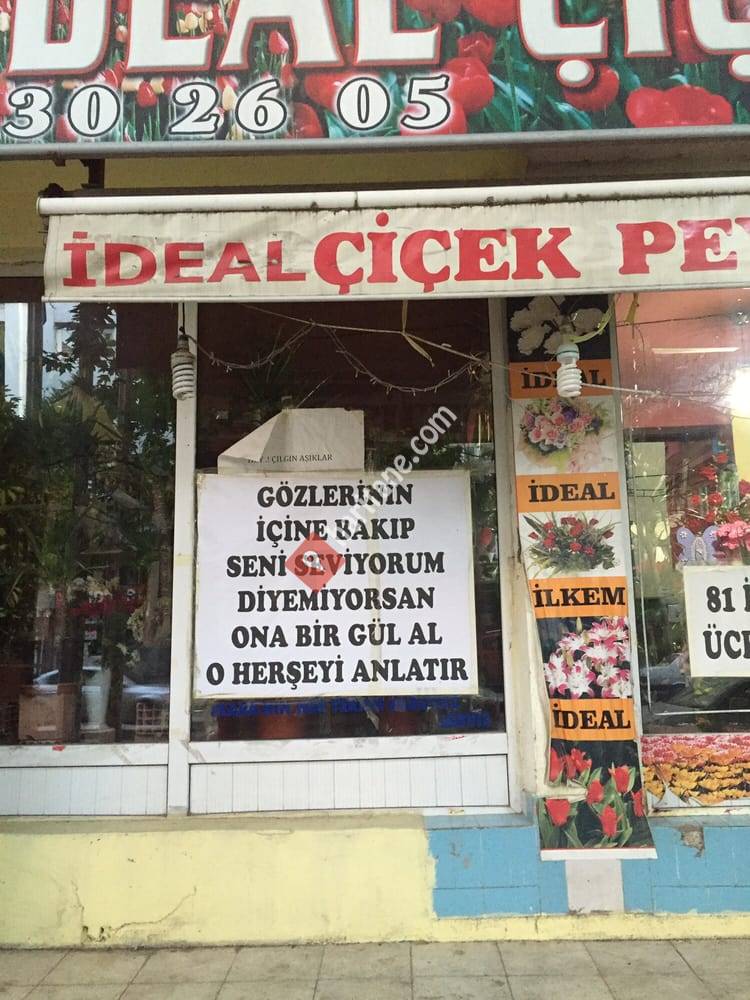 DEAL ÇİÇ
30 26 05
İDEAL ÇİÇEK PE
İDEAL
ÇILGIN AŞIKLAR
GÖZLERİNİN
İÇİNE BAKIP
SENİ SEVİYORUM
DİYEMİYORSAN
ONA BİR GÜL AL
O HERŞEYİ ANLATIR
İDEAL
İLKEM
İDEAL
81 İ
ÜC